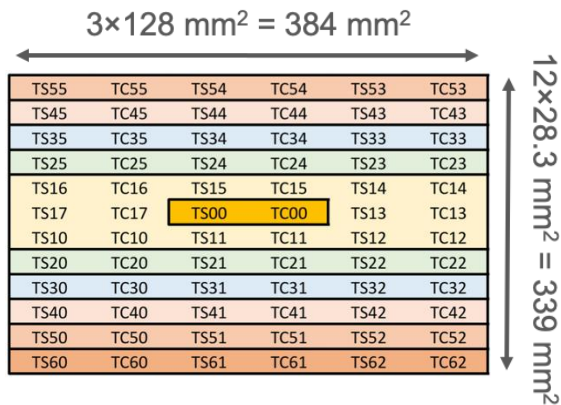 3×128 mm² = 384 mm²
TS55 TC55 TS54 TC54 TS53 TC53
TS45 TC45 TS44 TC44 TS43 TC43
TS35 TC35 TS34 TC34 TS33 TC33
TS25 TC25 TS24 TC24 TS23 TC23
TS16 TC16 TS15 TC15 TS14 TC14
TS17 TC17 TS00 TC00 TS13 TC13
TS10 TC10 TS11 TC11 TS12 TC12
TS20 TC20 TS21 TC21 TS22 TC22
TS30 TC30 TS31 TC31 TS32 TC32
TS40 TC40 TS41 TC41 TS42 TC42
TS50 TC50 TS51 TC51 TS52 TC52
TS60 TC60 TS61 TC61 TS62 TC62
12×28.3 mm² = 339 mm²